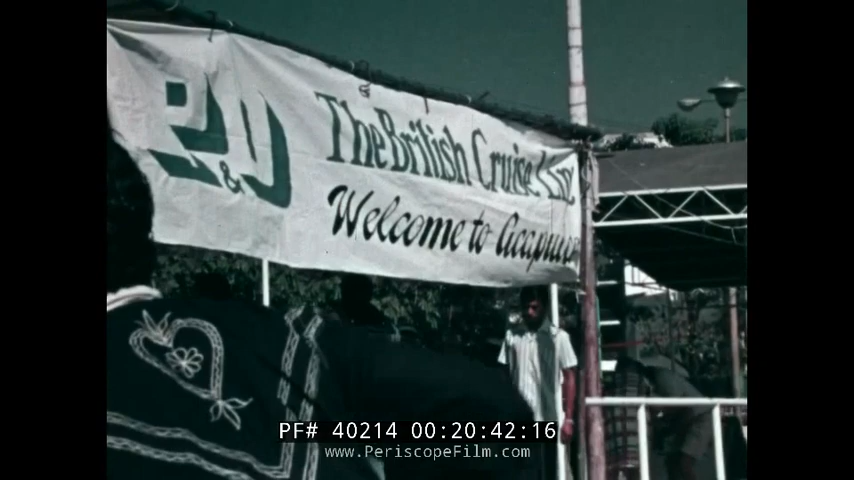 P&O
The British Cruise Line
Welcome to Acapulco
PF# 40214 00:20:42:16
www.PeriscopeFilm.com